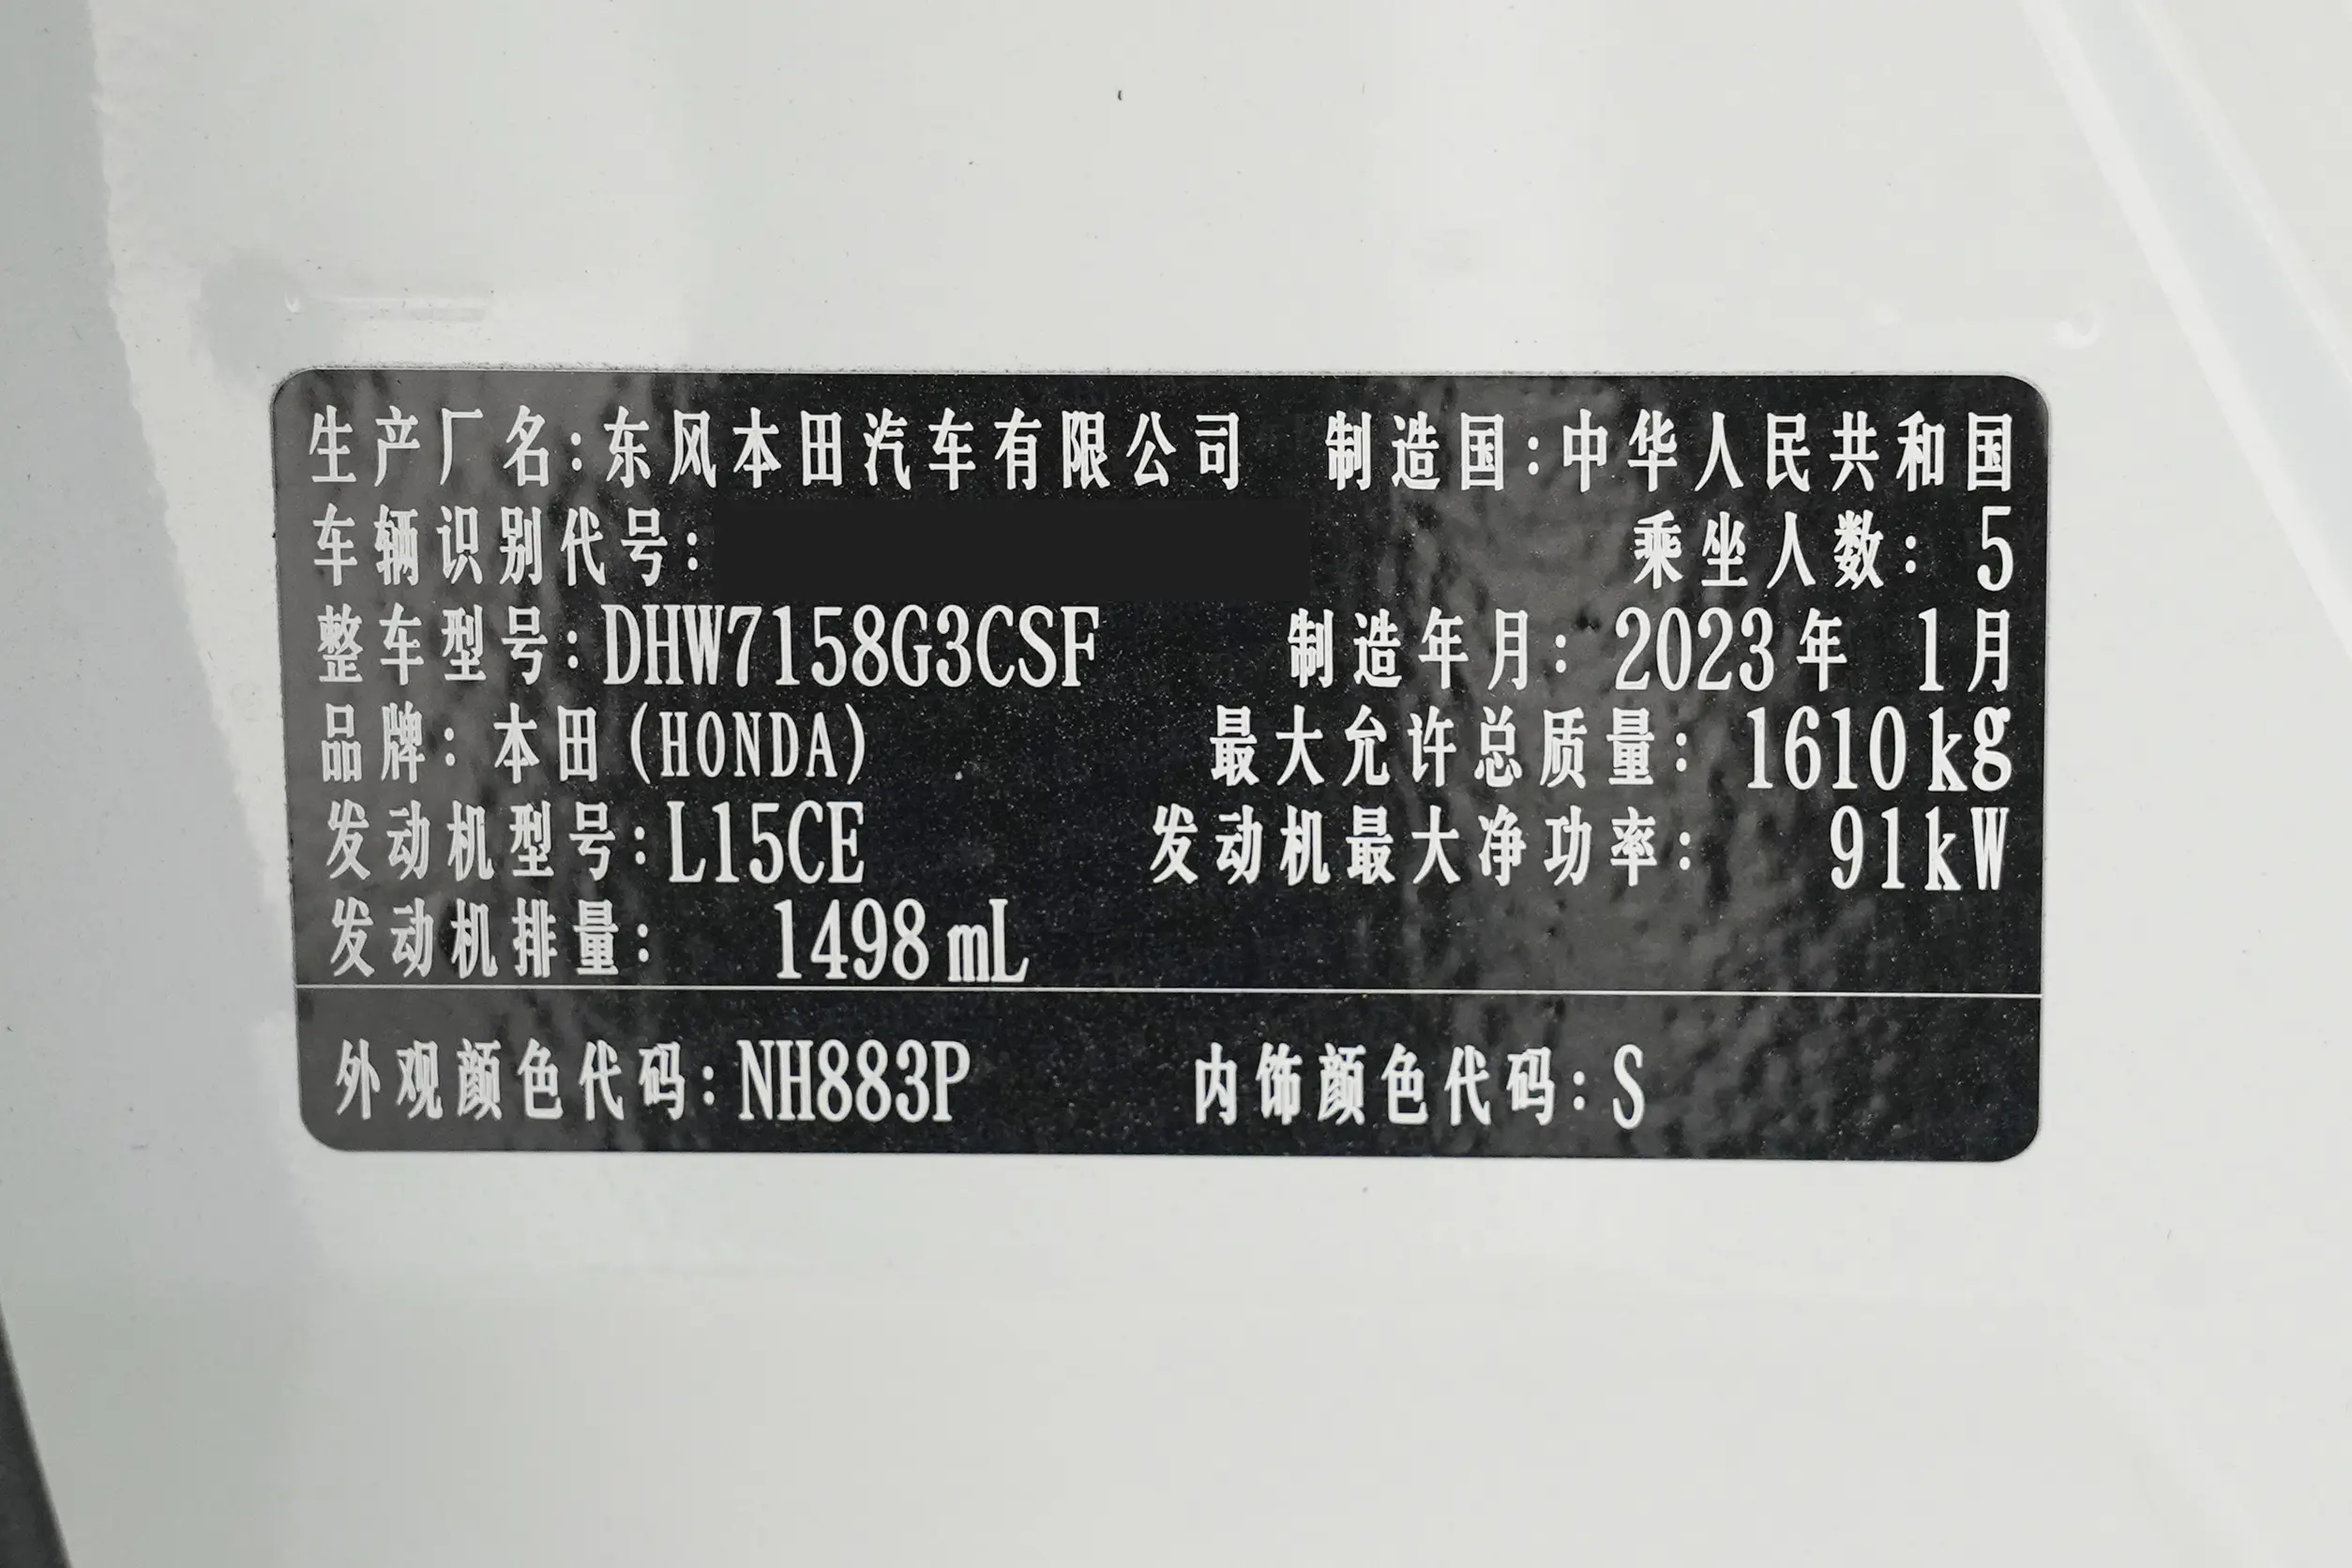 生产厂名:东风本田汽车有限公司 制造国:中华人民共和国
车辆识别代号: 乘坐人数: 5
整车型号:DHW7158G3CSF 制造年月: 2023年 1月
品牌: 本田(HONDA) 最大允许总质量: 1610kg
发动机型号:L15CE 发动机最大净功率: 91kW
发动机排量: 1498mL
外观颜色代码:NH883P 内饰颜色代码:S